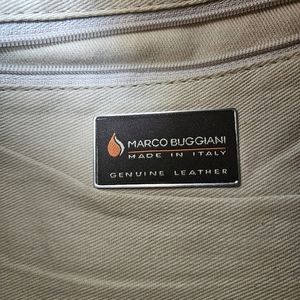 MARCO BUGGIANI
MADE IN ITALY
GENUINE LEATHER